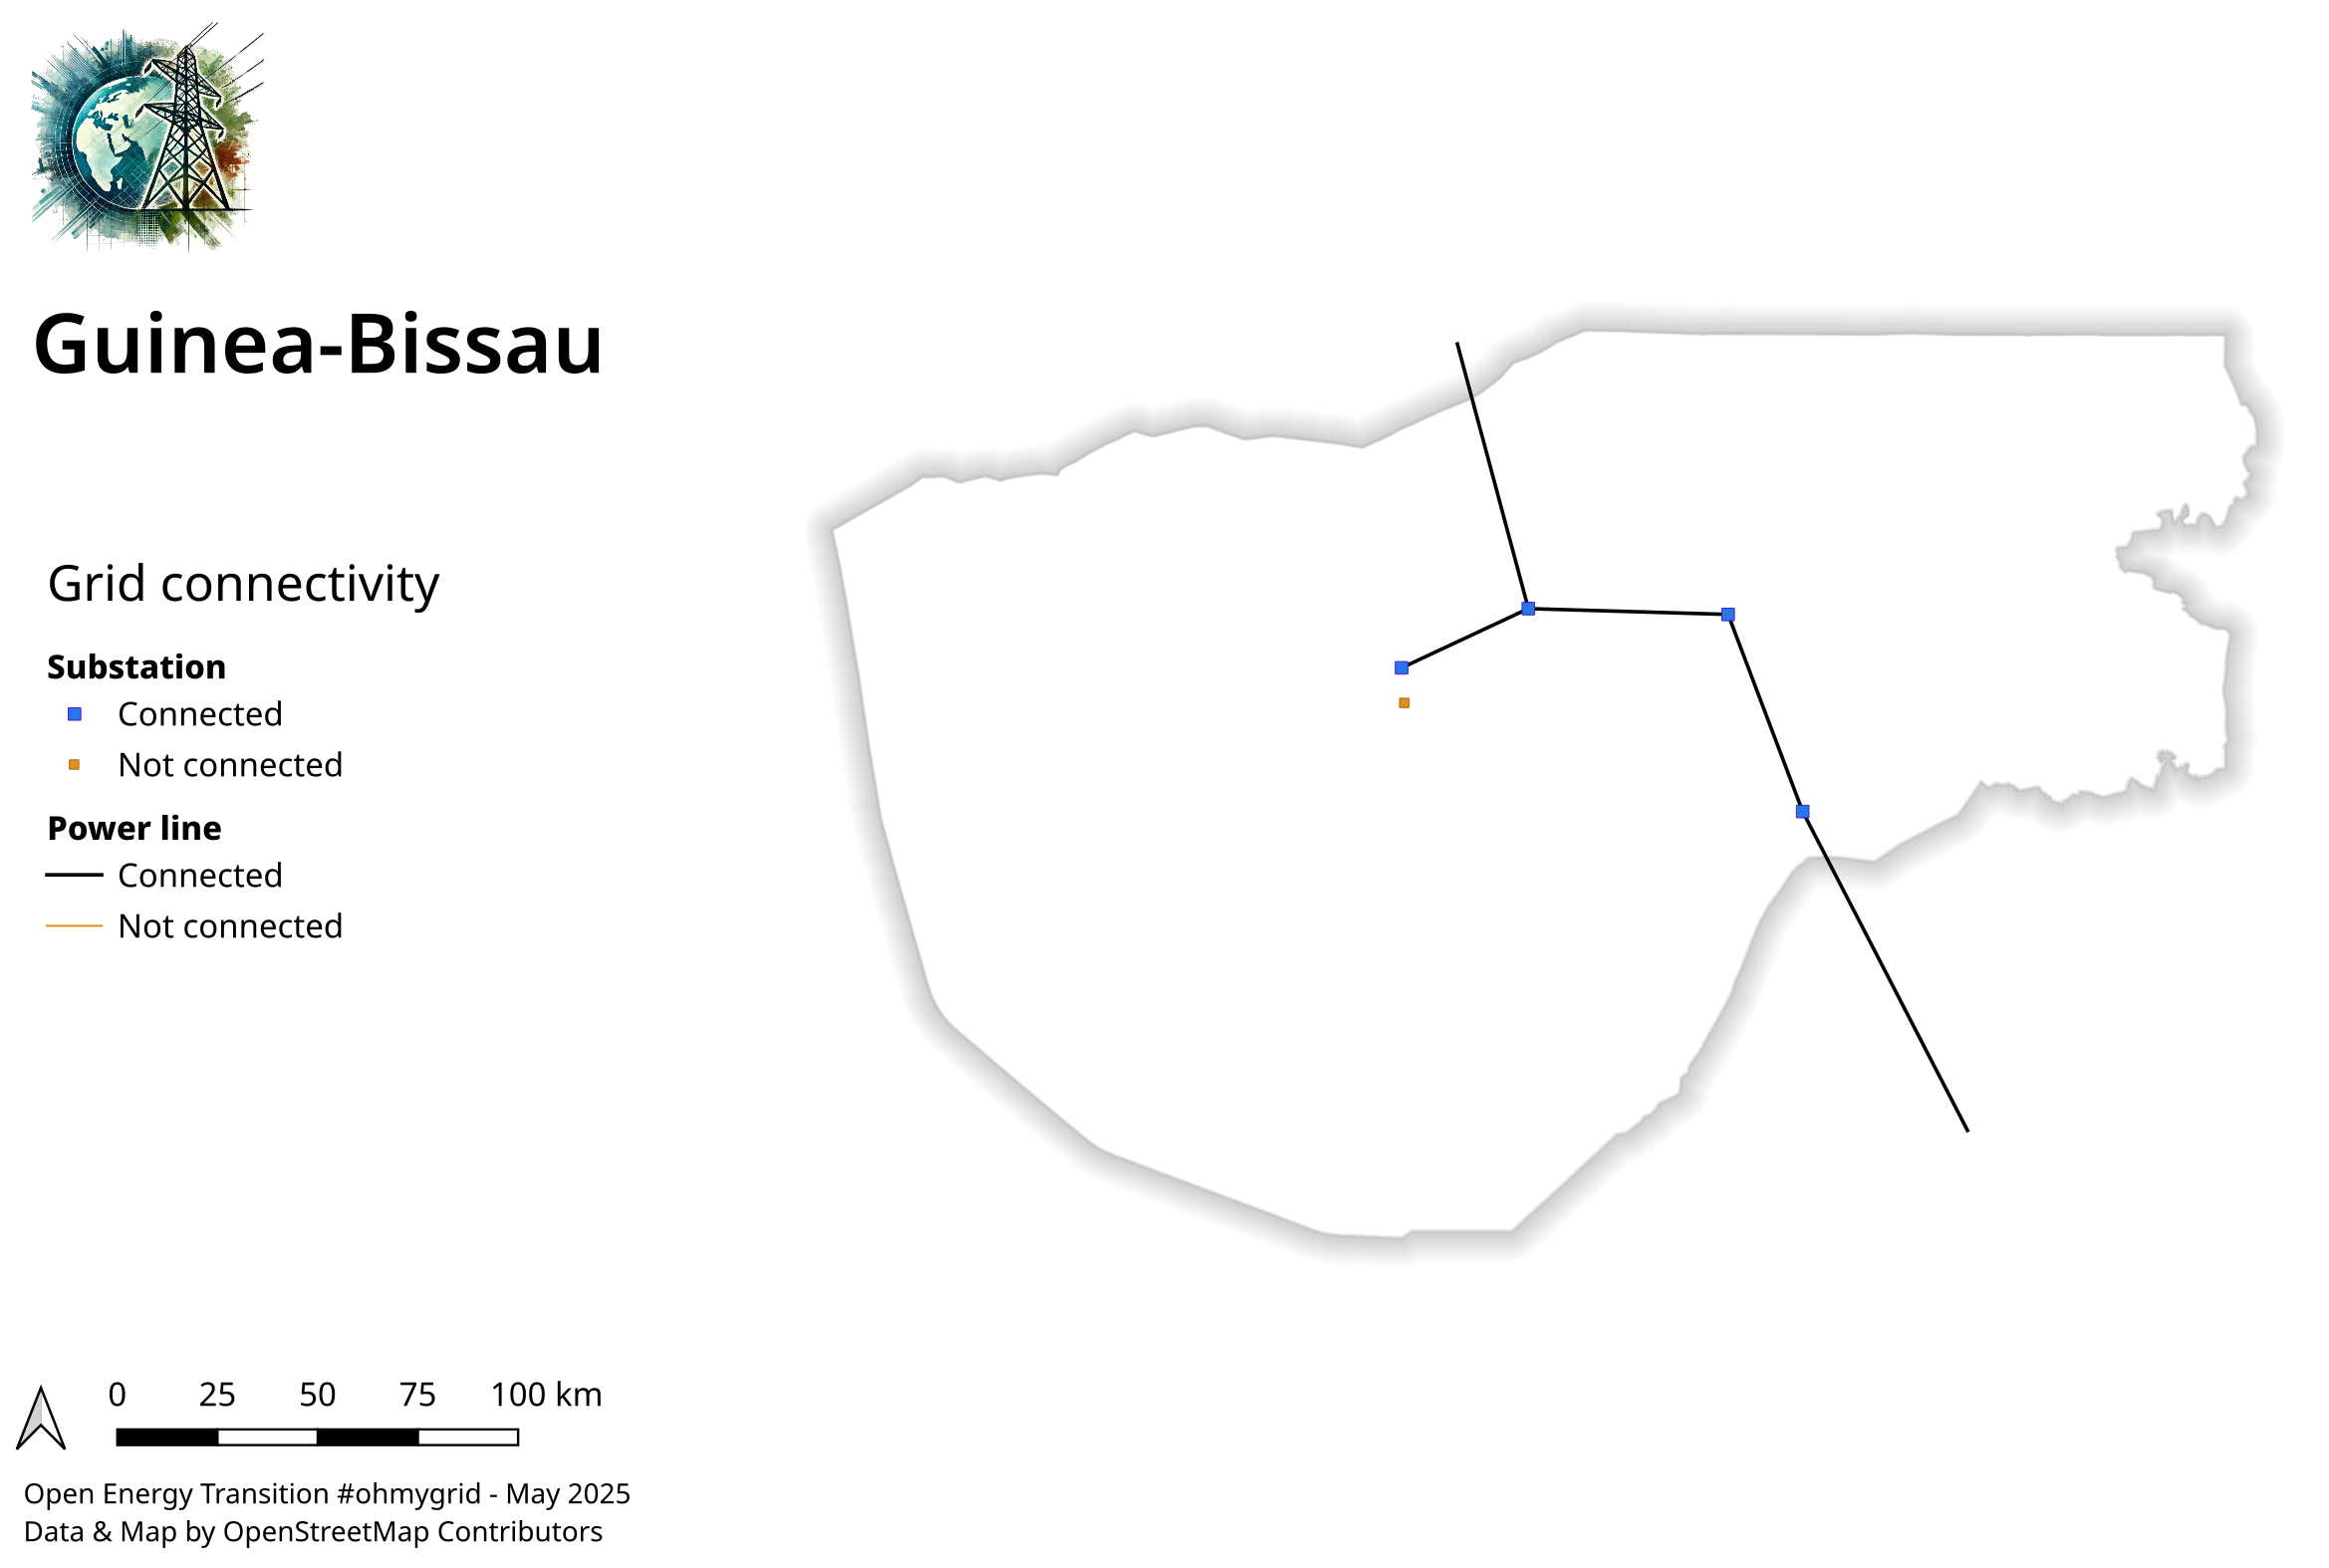 Guinea-Bissau
Grid connectivity
Substation
Connected
Not connected
Power line
Connected
Not connected
0 25 50 75 100 km
Open Energy Transition #ohmygrid - May 2025
Data & Map by OpenStreetMap Contributors